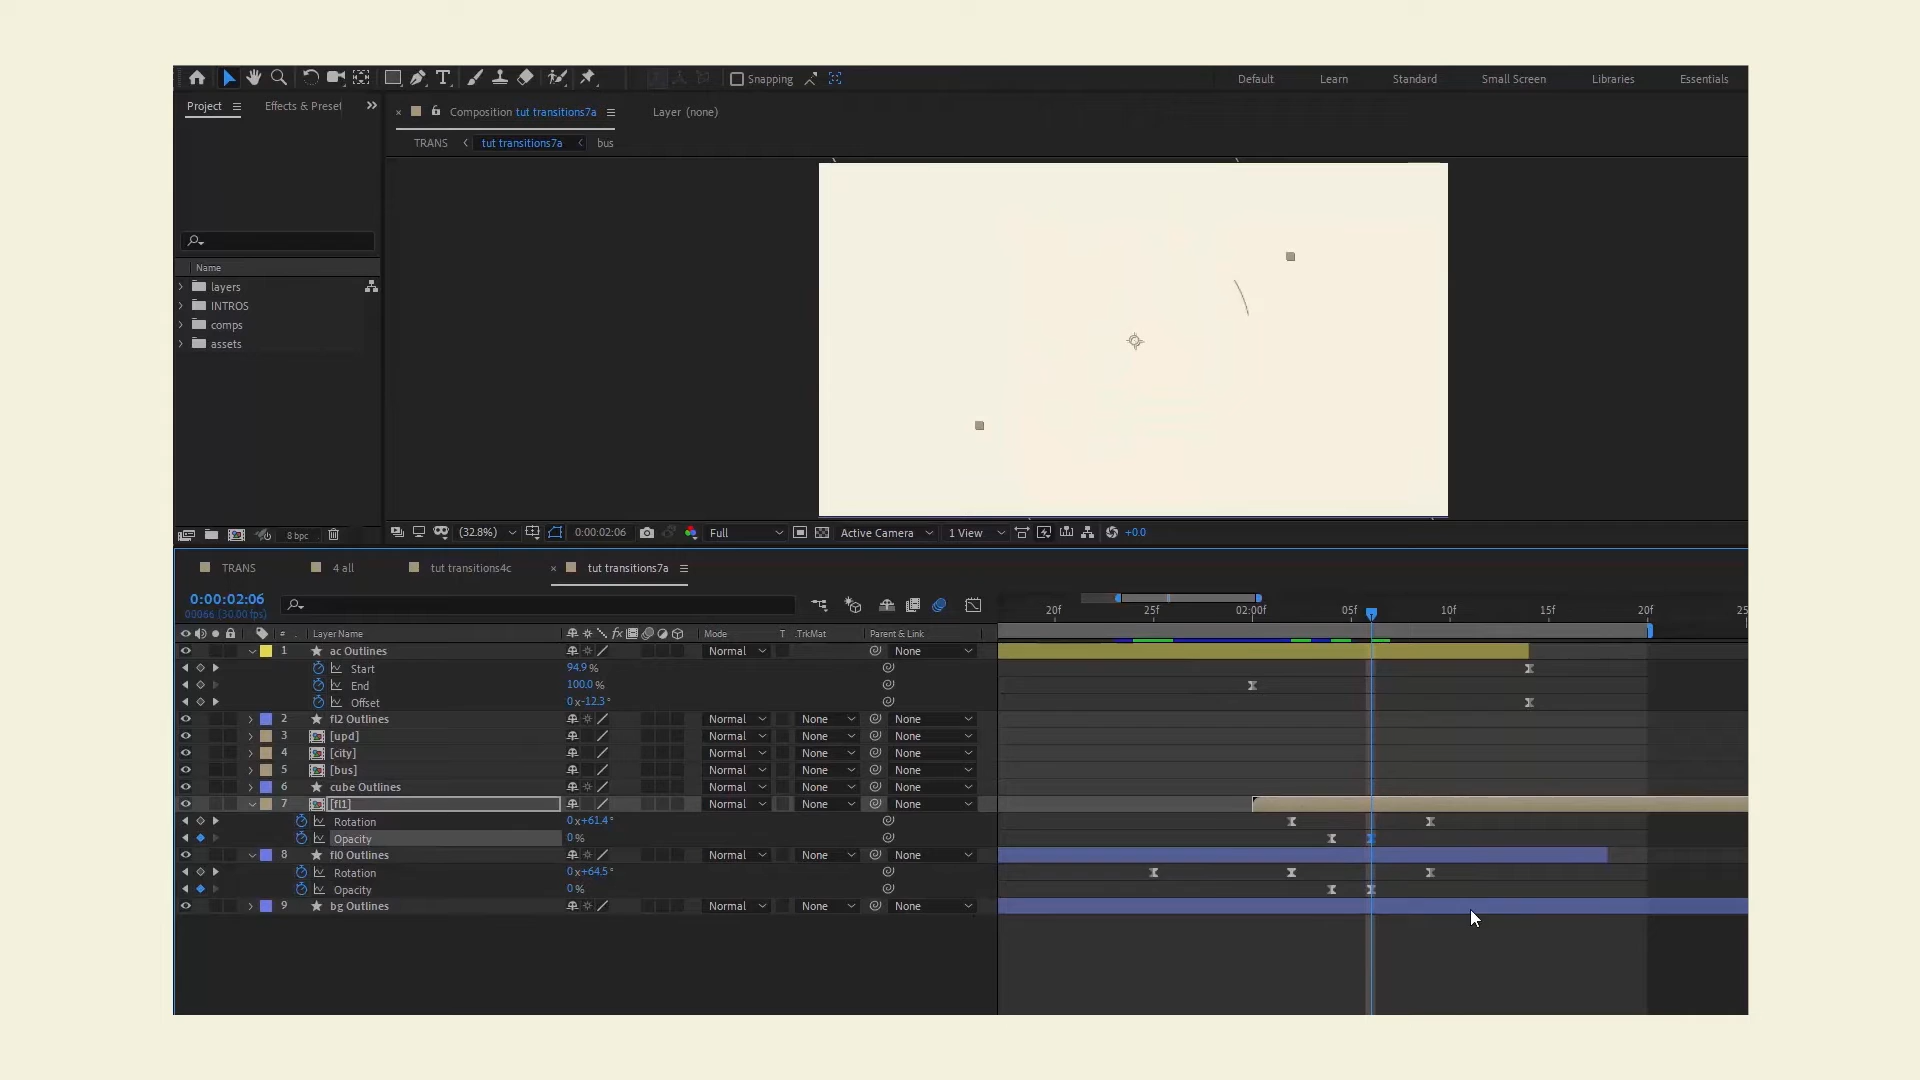 Snapping
Default Learn Standard Small Screen Libraries Essentials
Project Effects & Preset
Composition tut transitions7a Layer (none)
TRANS tut transitions7a bus
Name
layers
INTROS
comps
assets
8 bpc
(32.8%) 0:00:02:06 Full Active Camera 1 View +0.0
TRANS 4 all tut transitions4c tut transitions7a
0:00:02:06
00066 (30.00 fps)
20f 25f 02:00f 05f 10f 15f 20f 25
# Layer Name Mode T .TrkMat Parent & Link
1 ac Outlines Normal None
Start 94.9 %
End 100.0 %
Offset 0x-12.3°
2 fl2 Outlines Normal None None
3 [upd] Normal None None
4 [city] Normal None None
5 [bus] Normal None None
6 cube Outlines Normal None None
7 [fl1] Normal None None
Rotation 0x+61.4°
Opacity 0 %
8 fl0 Outlines Normal None None
Rotation 0x+64.5°
Opacity 0 %
9 bg Outlines Normal None None